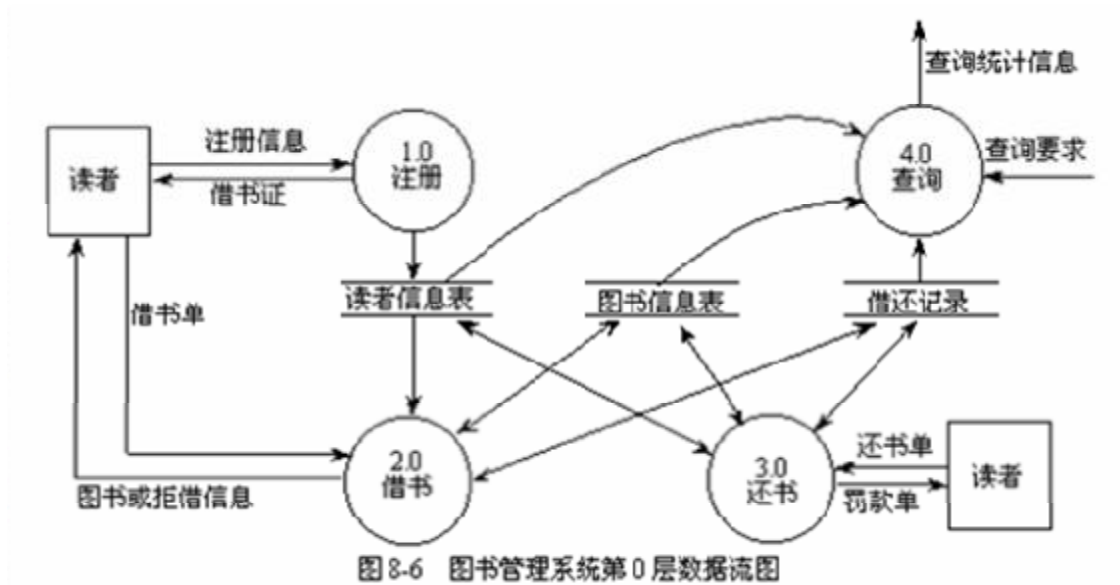 查询统计信息
注册信息
1.0
注册
4.0
查询
查询要求
读者
借书证
读者信息表
图书信息表
借还记录
借书单
2.0
借书
3.0
还书
还书单
读者
图书或拒借信息
罚款单
图8-6 图书管理系统第0层数据流图